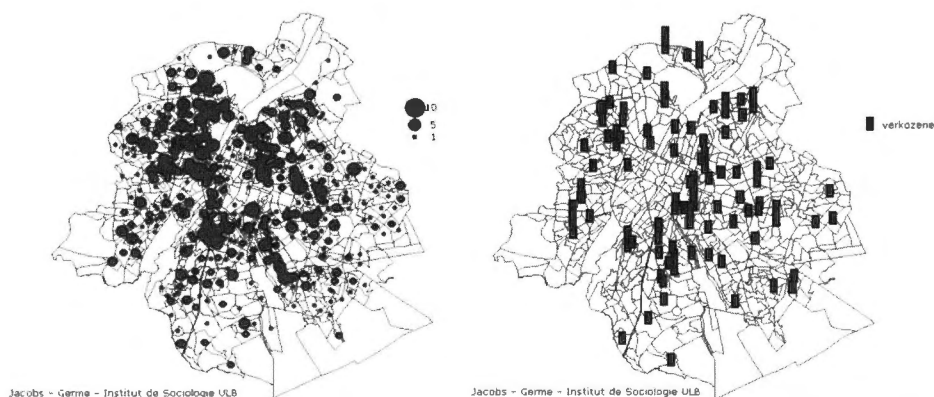 10
5
1
verkozene
Jacobs - Germe - Institut de Sociologie ULB
Jacobs - Germe - Institut de Sociologie ULB